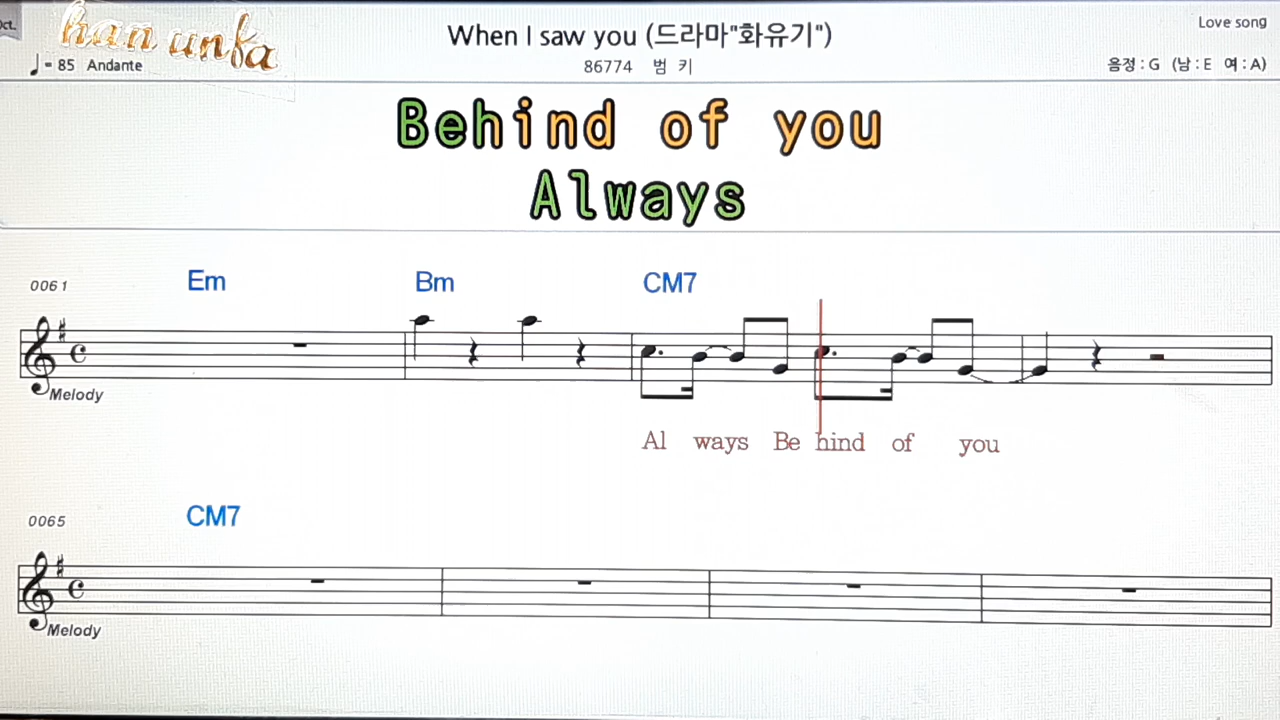 Oct.
han unfa
When I saw you (드라마"화유기")
Love song
♩= 85 Andante
86774 범 키
음정 : G (남 : E 여 : A)
Behind of you
Always
0061 Em Bm CM7
Melody
Al ways Be hind of you
0065 CM7
Melody